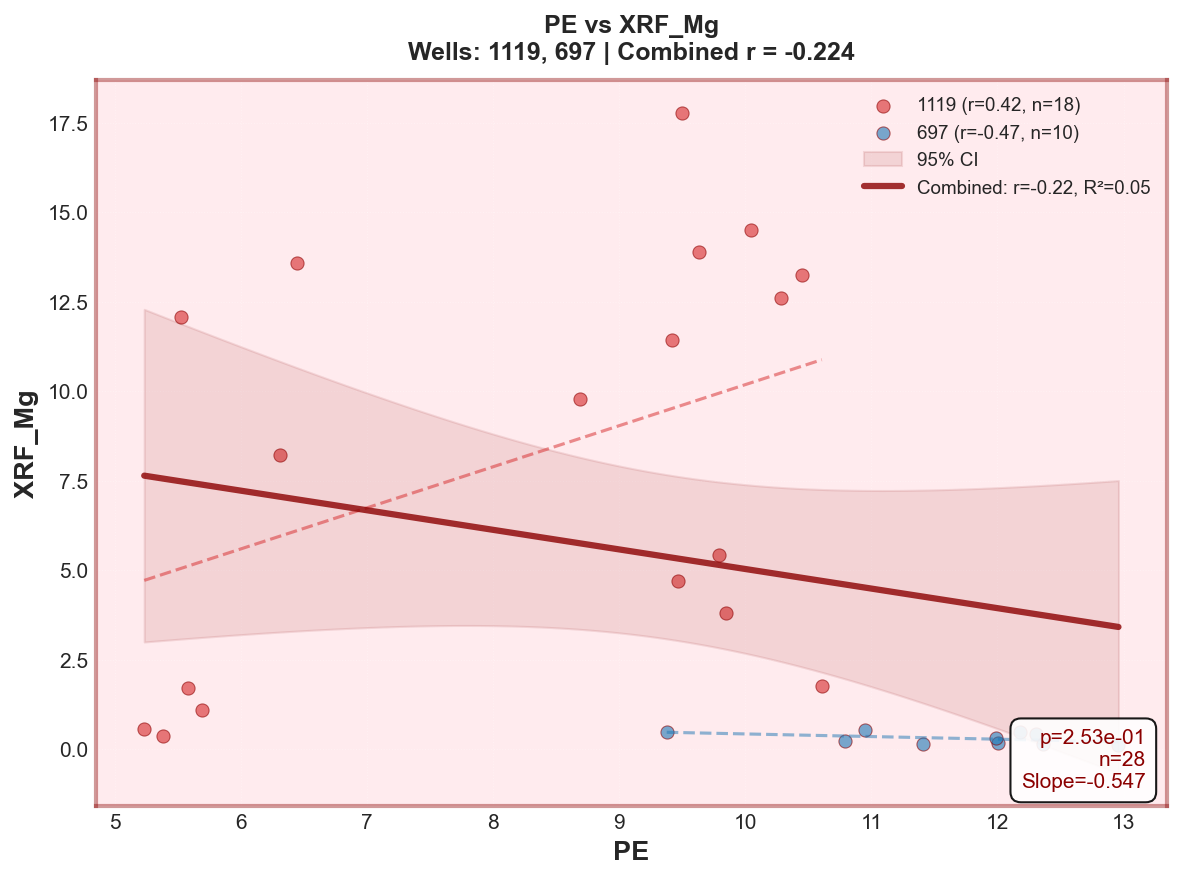 PE vs XRF_Mg
Wells: 1119, 697 | Combined r = -0.224
1119 (r=0.42, n=18)
697 (r=-0.47, n=10)
95% CI
Combined: r=-0.22, R²=0.05
XRF_Mg
17.5
15.0
12.5
10.0
7.5
5.0
2.5
0.0
p=2.53e-01
n=28
Slope=-0.547
5 6 7 8 9 10 11 12 13
PE